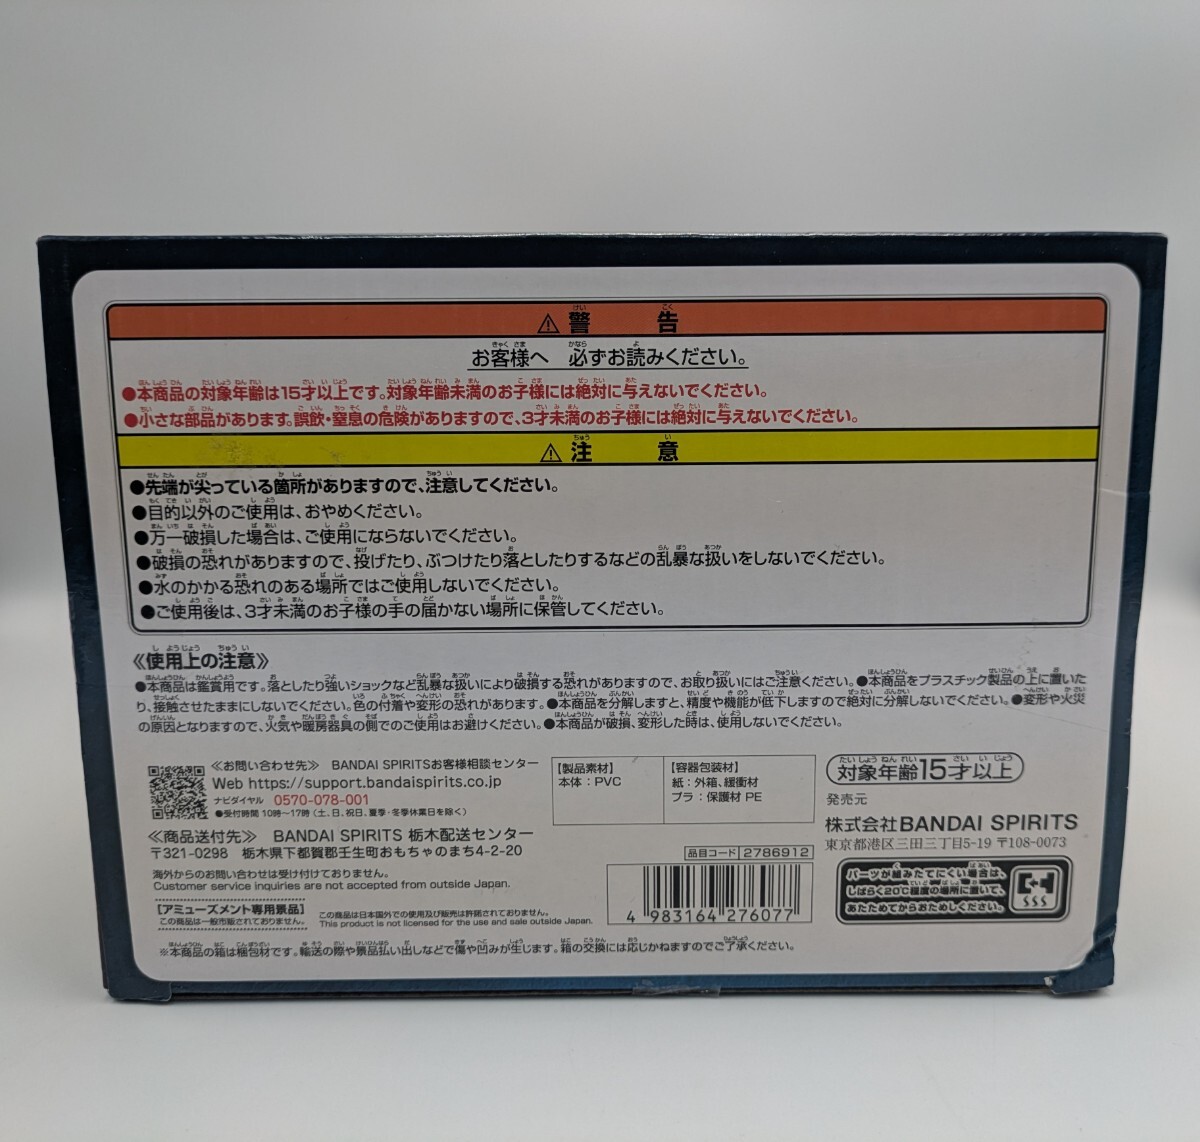 ⚠警告
お客様へ 必ずお読みください。
●本商品の対象年齢は15才以上です。対象年齢未満のお子様には絶対に与えないでください。
●小さな部品があります。誤飲・窒息の危険がありますので、3才未満のお子様には絶対に与えないでください。
⚠注意
●先端が尖っている箇所がありますので、注意してください。
●目的以外のご使用は、おやめください。
●万一破損した場合は、ご使用にならないでください。
●破損の恐れがありますので、投げたり、ぶつけたり落としたりするなどの乱暴な扱いをしないでください。
●水のかかる恐れのある場所ではご使用しないでください。
●ご使用後は、3才未満のお子様の手の届かない場所に保管してください。
《使用上の注意》
●本商品は鑑賞用です。落としたり強いショックなど乱暴な扱いにより破損する恐れがありますので、お取り扱いにはご注意ください。●本商品をプラスチック製品の上に置いた
り、接触させたままにしないでください。色の付着や変形の恐れがあります。●本商品を分解しますと、精度や機能が低下しますので絶対に分解しないでください。●変形や火災
の原因となりますので、火気や暖房器具の側でのご使用はお避けください。●本商品が破損、変形した時は、使用しないでください。
≪お問い合わせ先≫ BANDAI SPIRITSお客様相談センター
Web https://support.bandaispirits.co.jp
ナビダイヤル 0570-078-001
●受付時間 10時〜17時(土、日、祝日、夏季・冬季休業日を除く)
≪商品送付先≫ BANDAI SPIRITS 栃木配送センター
〒321-0298 栃木県下都賀郡壬生町おもちゃのまち4-2-20
海外からのお問い合わせは受け付けておりません。
Customer service inquiries are not accepted from outside Japan.
【アミューズメント専用景品】
この商品は一般市販されておりません。
この商品は日本国外での使用及び販売は許諾されておりません。
This product is not licensed for the use and sale outside Japan.
※本商品の箱は梱包材です。輸送の際や景品払い出しなどで傷や凹みが生じます。箱の交換には応じかねますのでご了承ください。
【製品素材】
本体：PVC
【容器包装材】
紙：外箱、緩衝材
プラ：保護材 PE
品目コード 2786912
4 983164 276077
対象年齢15才以上
発売元
株式会社BANDAI SPIRITS
東京都港区三田三丁目5-19 〒108-0073
パーツが組みたてにくい場合は、
しばらく20℃程度の場所に置いて、
あたためてからおためしください。